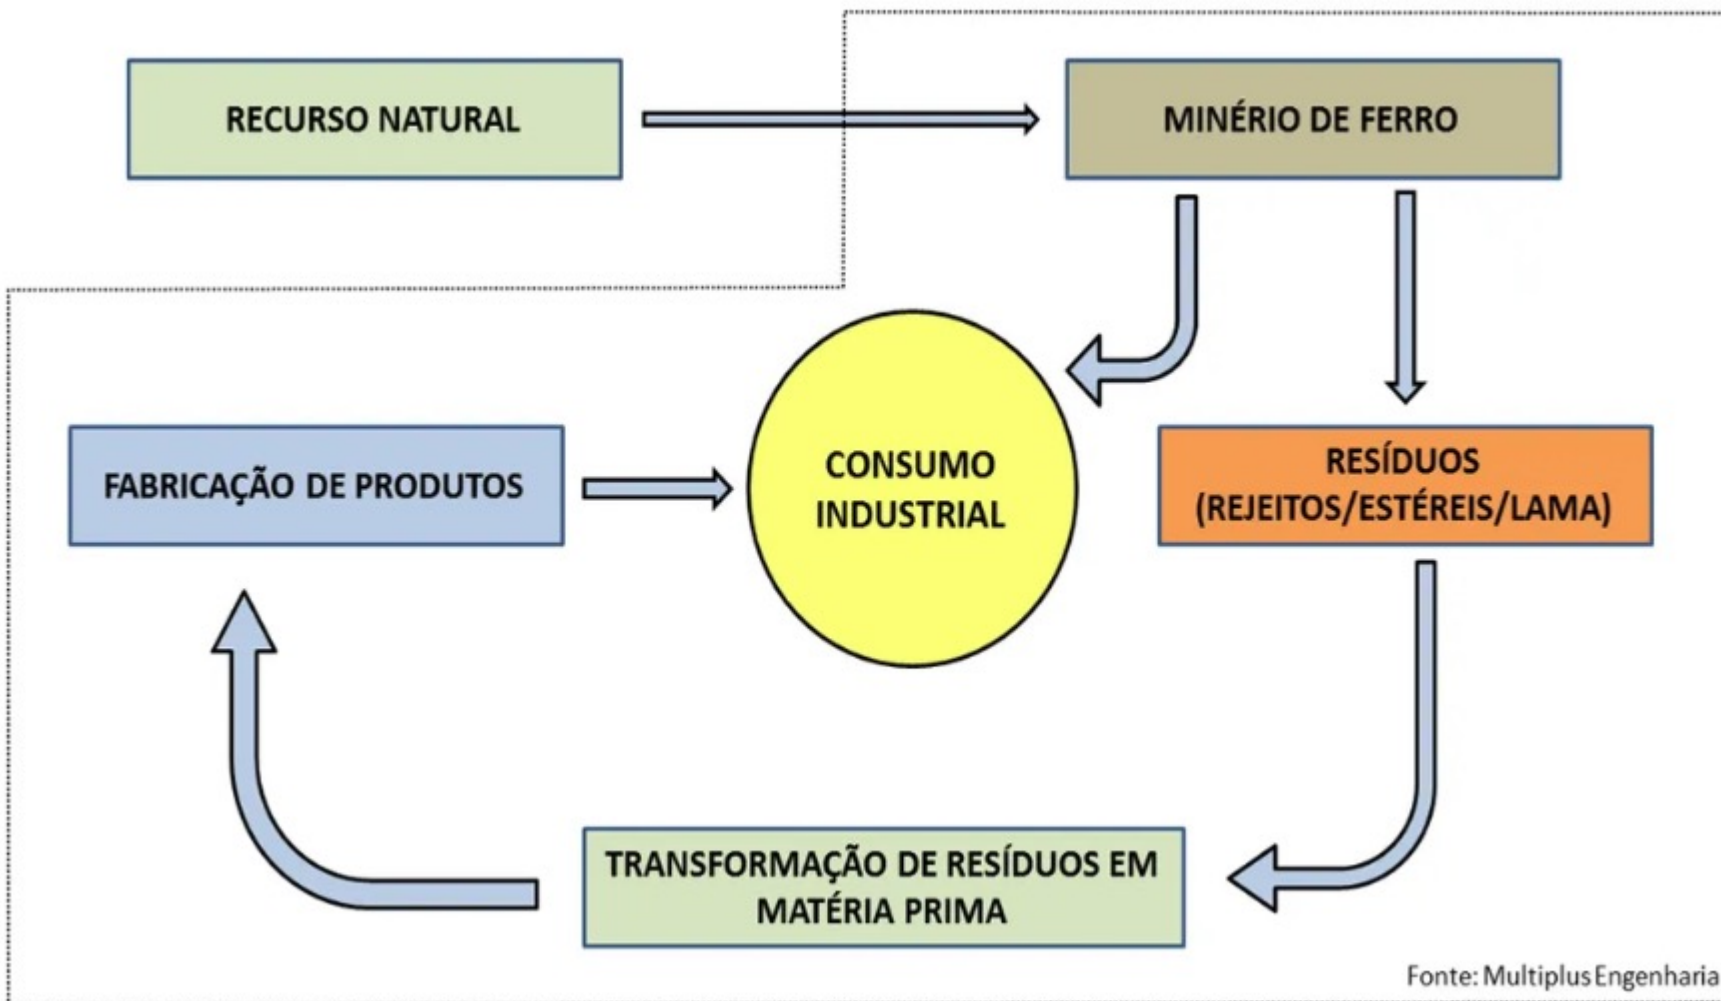 RECURSO NATURAL
MINÉRIO DE FERRO
FABRICAÇÃO DE PRODUTOS
CONSUMO
INDUSTRIAL
RESÍDUOS
(REJEITOS/ESTÉREIS/LAMA)
TRANSFORMAÇÃO DE RESÍDUOS EM
MATÉRIA PRIMA
Fonte: Multiplus Engenharia